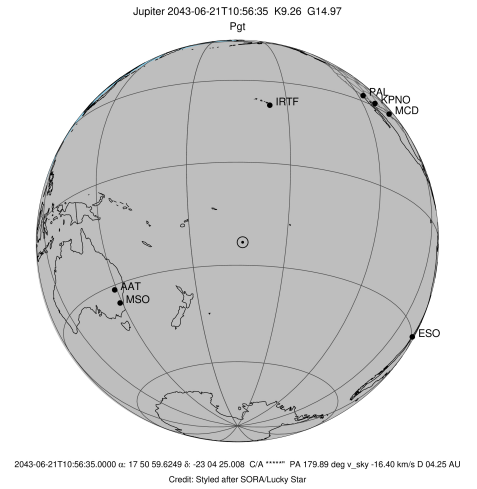 Jupiter 2043-06-21T10:56:35 K9.26 G14.97
Pgt
IRTF
PAL
KPNO
MCD
AAT
MSO
ESO
2043-06-21T10:56:35.0000 α: 17 50 59.6249 δ: -23 04 25.008 C/A *****" PA 179.89 deg v_sky -16.40 km/s D 04.25 AU
Credit: Styled after SORA/Lucky Star